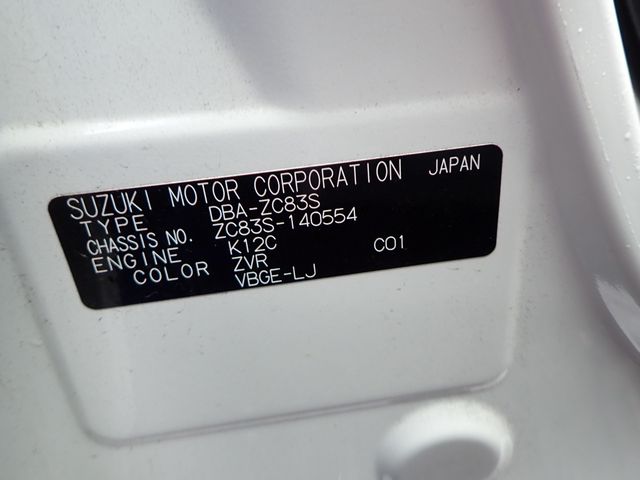 SUZUKI MOTOR CORPORATION JAPAN
TYPE DBA-ZC83S
CHASSIS NO. ZC83S-140554
ENGINE K12C C01
COLOR ZVR
VBGE-LJ